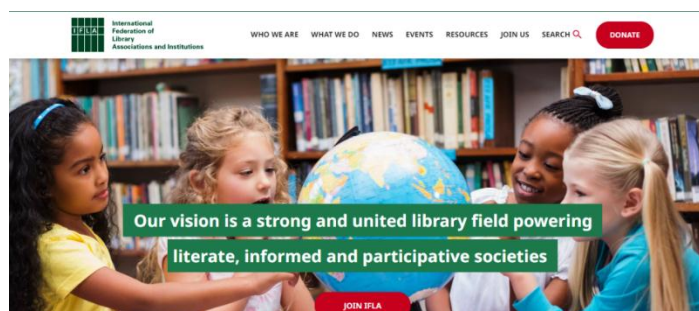 IFLA
International
Federation of
Library
Associations and Institutions
WHO WE ARE WHAT WE DO NEWS EVENTS RESOURCES JOIN US SEARCH DONATE
Our vision is a strong and united library field powering
literate, informed and participative societies
JOIN IFLA